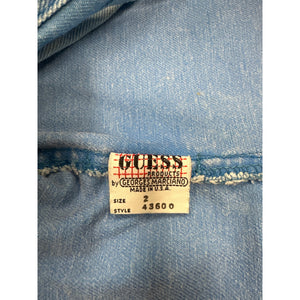 GUESS
PRODUCTS
by GEORGES MARCIANO
MADE IN U.S.A.
SIZE 2
STYLE 43600